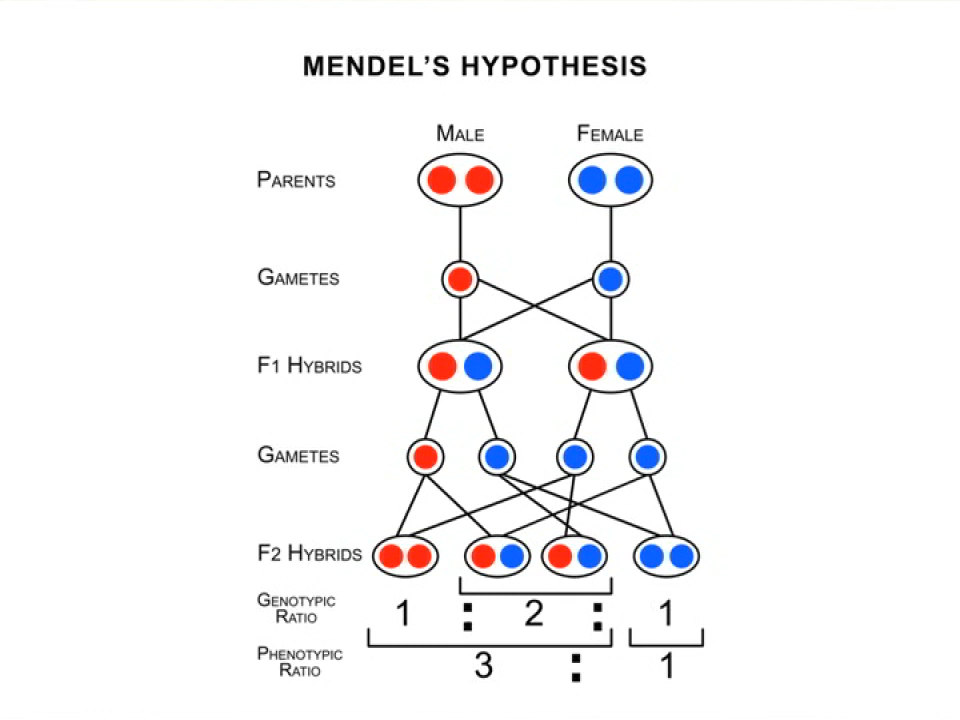 MENDEL'S HYPOTHESIS
MALE FEMALE
PARENTS
GAMETES
F1 HYBRIDS
GAMETES
F2 HYBRIDS
GENOTYPIC
RATIO
1 : 2 : 1
PHENOTYPIC
RATIO
3 : 1